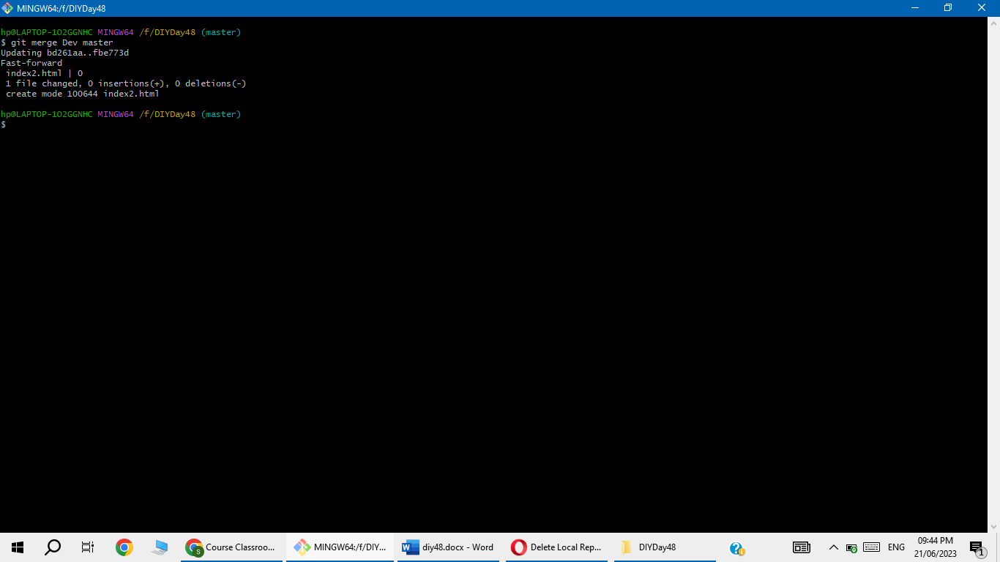 MINGW64:/f/DIYDay48
hp@LAPTOP-1O2GGNHC MINGW64 /f/DIYDay48 (master)
$ git merge Dev master
Updating bd261aa..fbe773d
Fast-forward
 index2.html | 0
 1 file changed, 0 insertions(+), 0 deletions(-)
 create mode 100644 index2.html
hp@LAPTOP-1O2GGNHC MINGW64 /f/DIYDay48 (master)
$
S
Course Classroo...
MINGW64:/f/DIY...
W
diy48.docx - Word
Delete Local Rep...
DIYDay48
?
ENG
09:44 PM
21/06/2023
1